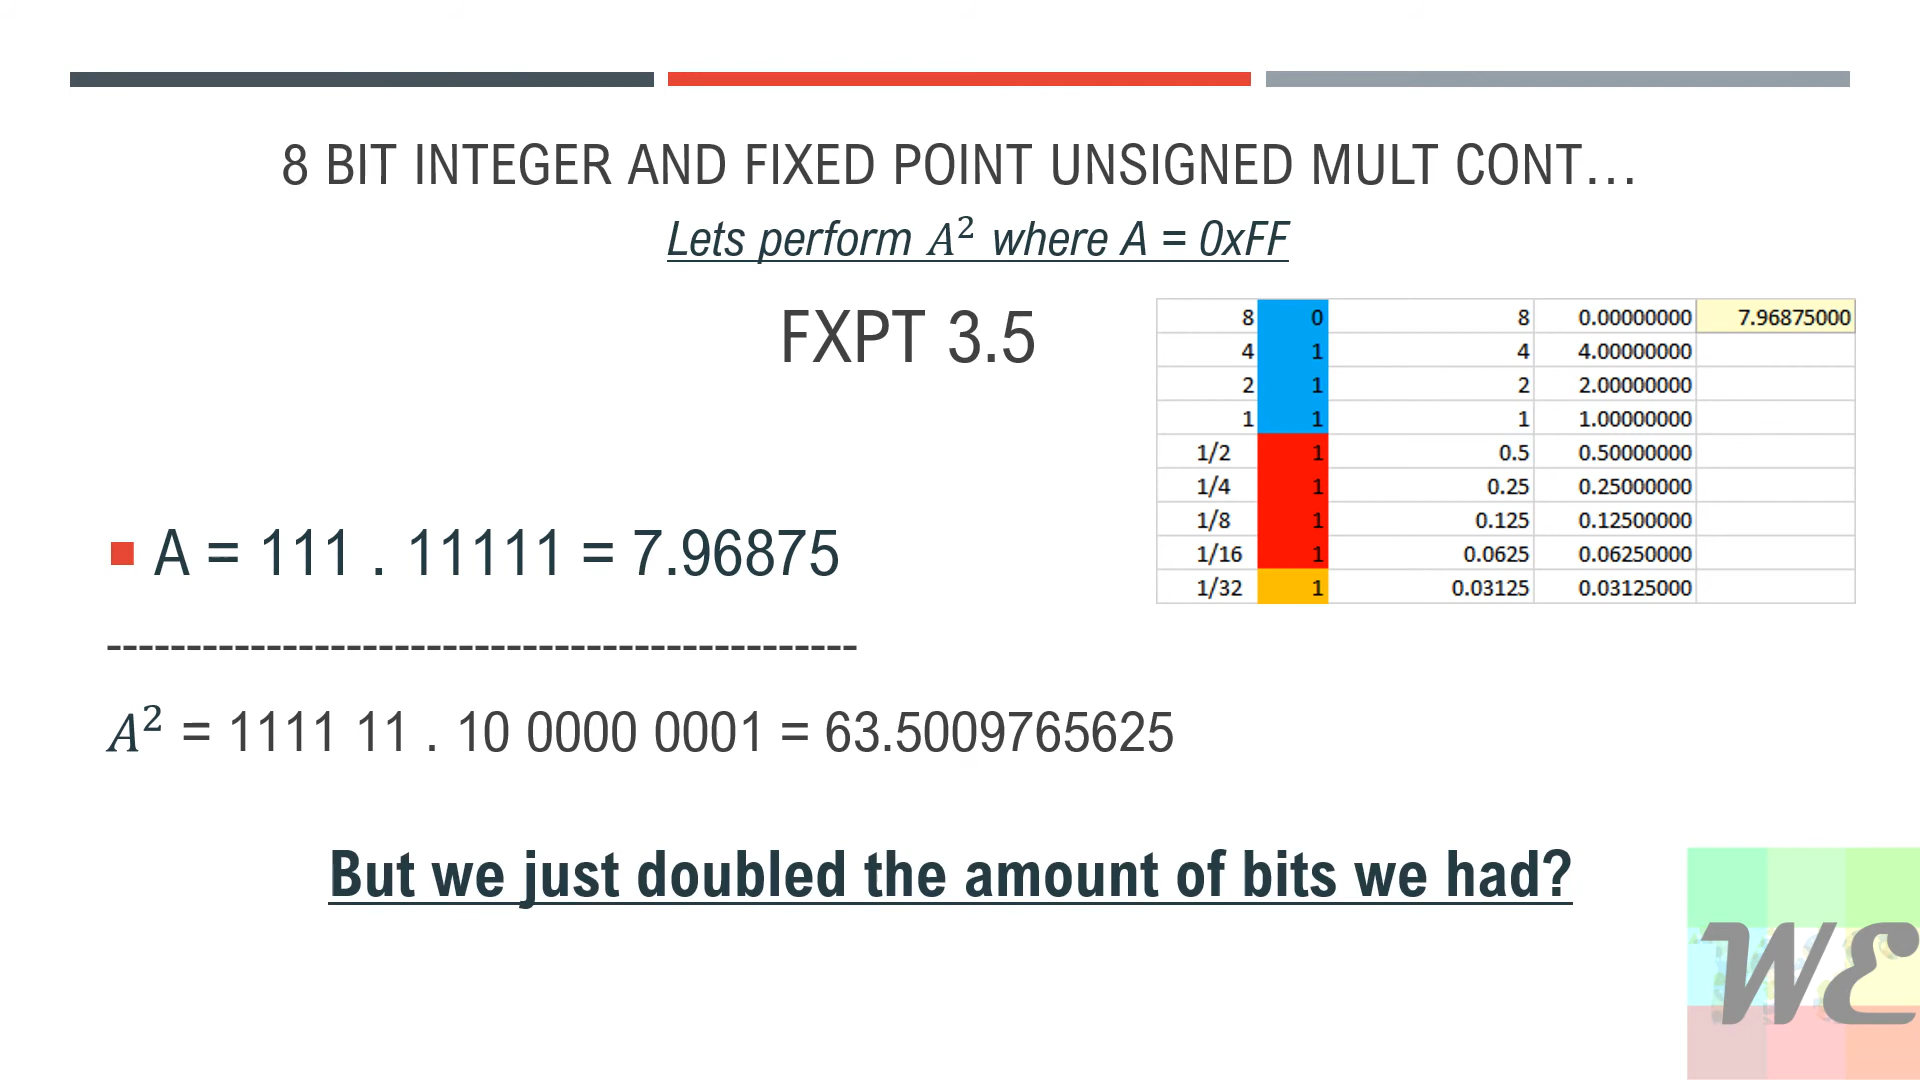 8 BIT INTEGER AND FIXED POINT UNSIGNED MULT CONT…
Lets perform A² where A = 0xFF
FXPT 3.5
8 0 8 0.00000000 7.96875000
4 1 4 4.00000000
2 1 2 2.00000000
1 1 1 1.00000000
1/2 1 0.5 0.50000000
1/4 1 0.25 0.25000000
1/8 1 0.125 0.12500000
1/16 1 0.0625 0.06250000
1/32 1 0.03125 0.03125000
A = 111 . 11111 = 7.96875
-----------------------------------------------
A² = 1111 11 . 10 0000 0001 = 63.5009765625
But we just doubled the amount of bits we had?
WE